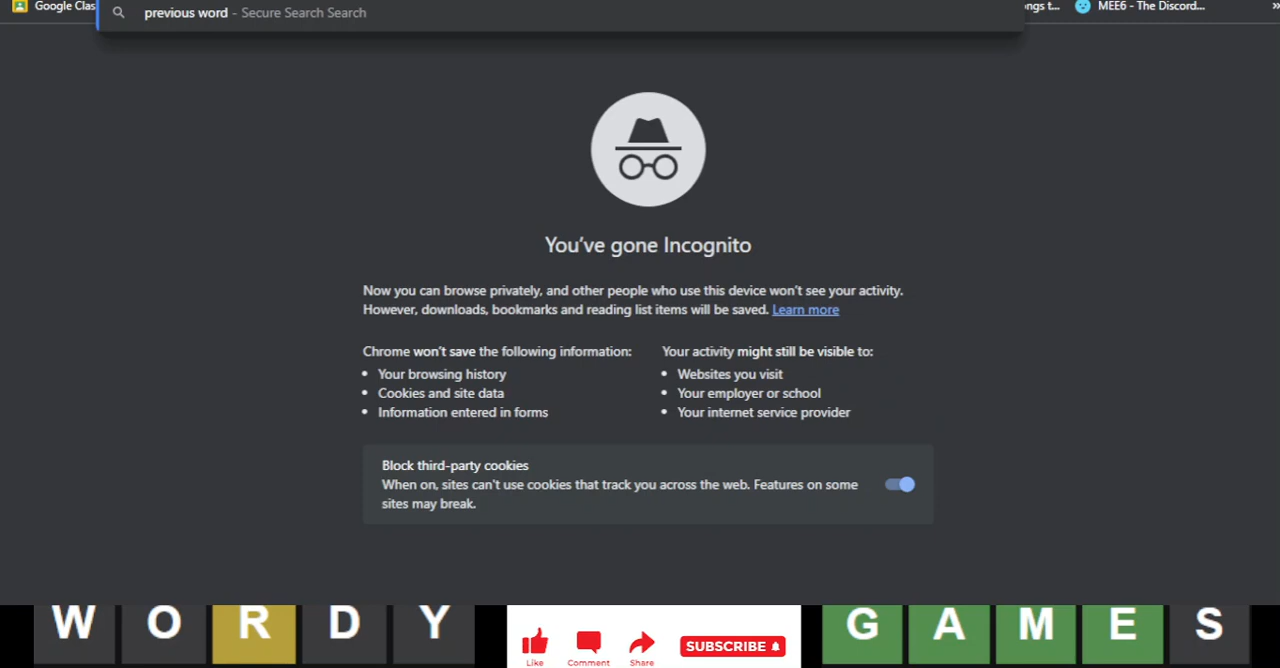 Google Clas
previous word - Secure Search Search
ongs t...
MEE6 - The Discord...
»
You've gone Incognito
Now you can browse privately, and other people who use this device won't see your activity.
However, downloads, bookmarks and reading list items will be saved. Learn more
Chrome won't save the following information:
• Your browsing history
• Cookies and site data
• Information entered in forms
Your activity might still be visible to:
• Websites you visit
• Your employer or school
• Your internet service provider
Block third-party cookies
When on, sites can't use cookies that track you across the web. Features on some
sites may break.
WORDY
Like
Comment
Share
SUBSCRIBE
GAMES